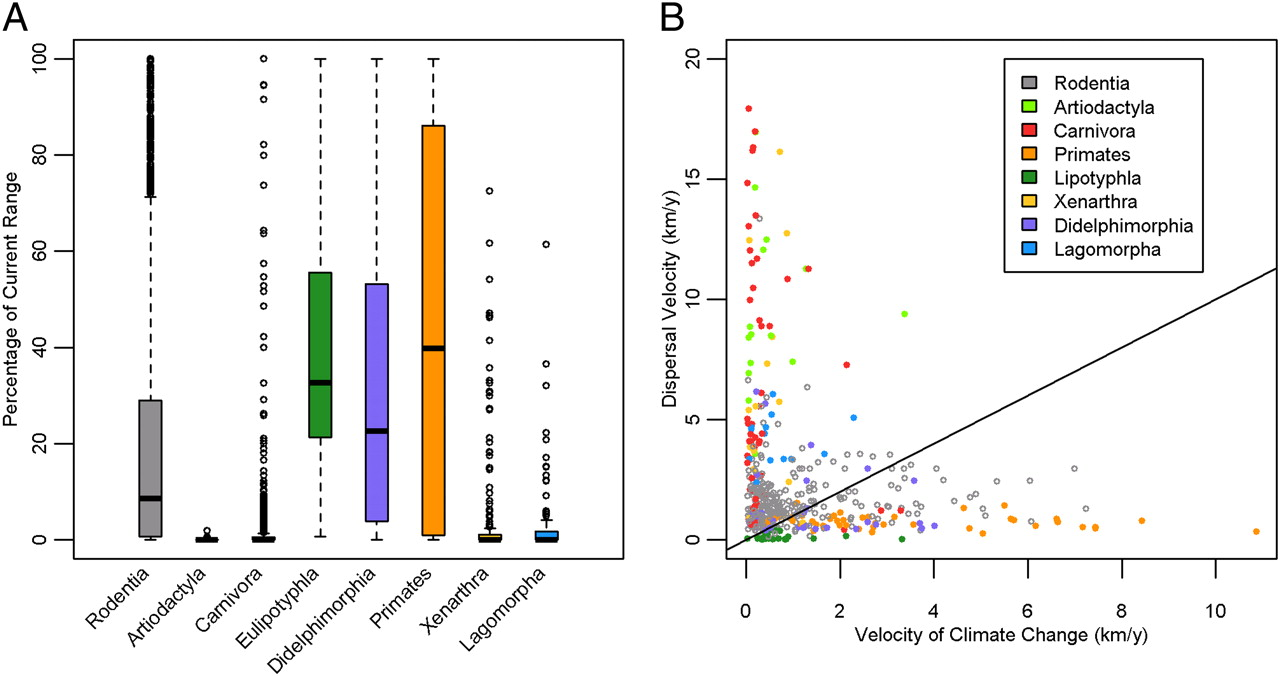 A
Percentage of Current Range
100
80
60
40
20
0
Rodentia
Artiodactyla
Carnivora
Eulipotyphla
Didelphimorphia
Primates
Xenarthra
Lagomorpha
B
Dispersal Velocity (km/y)
20
15
10
5
0
Rodentia
Artiodactyla
Carnivora
Primates
Lipotyphla
Xenarthra
Didelphimorphia
Lagomorpha
0 2 4 6 8 10
Velocity of Climate Change (km/y)